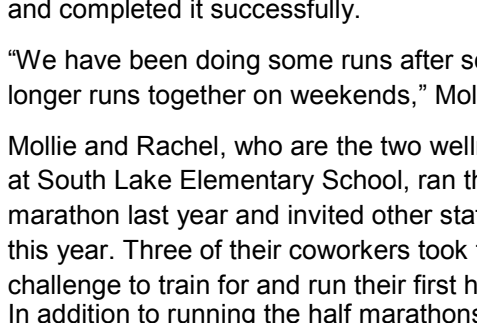 and completed it successfully.
“We have been doing some runs after
longer runs together on weekends,”
Mollie and Rachel, who are the two
at South Lake Elementary School, ran
marathon last year and invited other
this year. Three of their coworkers took
challenge to train for and run their first
In addition to running the half marathons